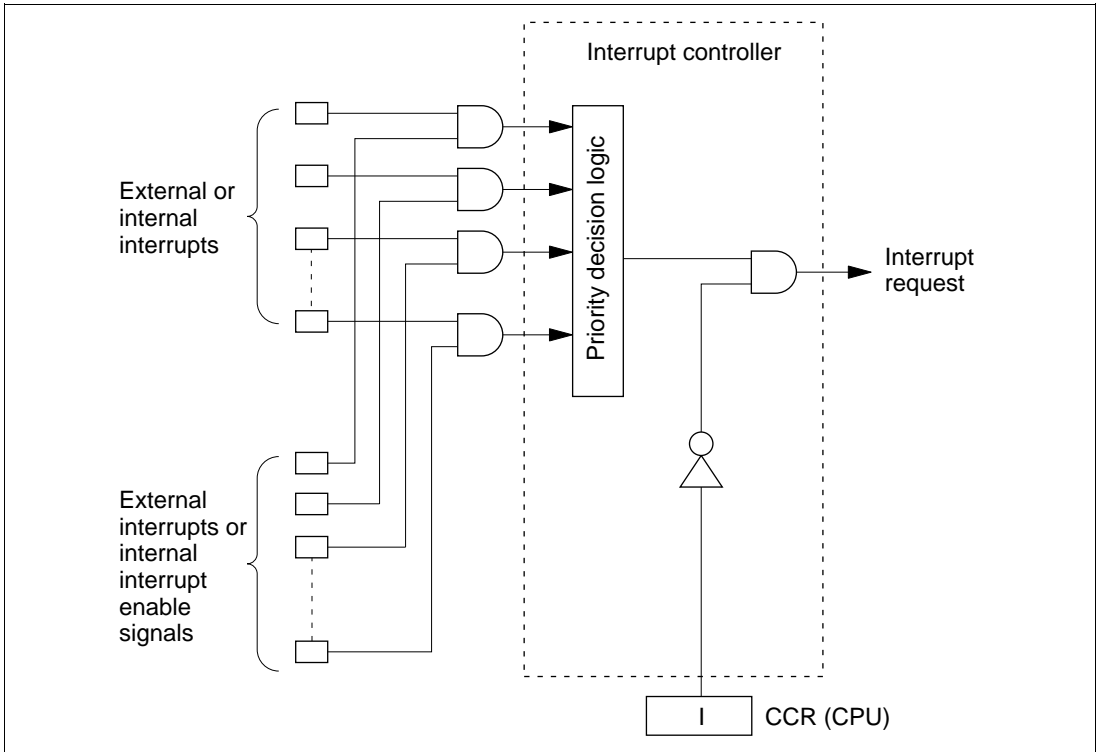 Interrupt controller
External or
internal
interrupts
Priority decision logic
Interrupt
request
External
interrupts or
internal
interrupt
enable
signals
I
CCR (CPU)